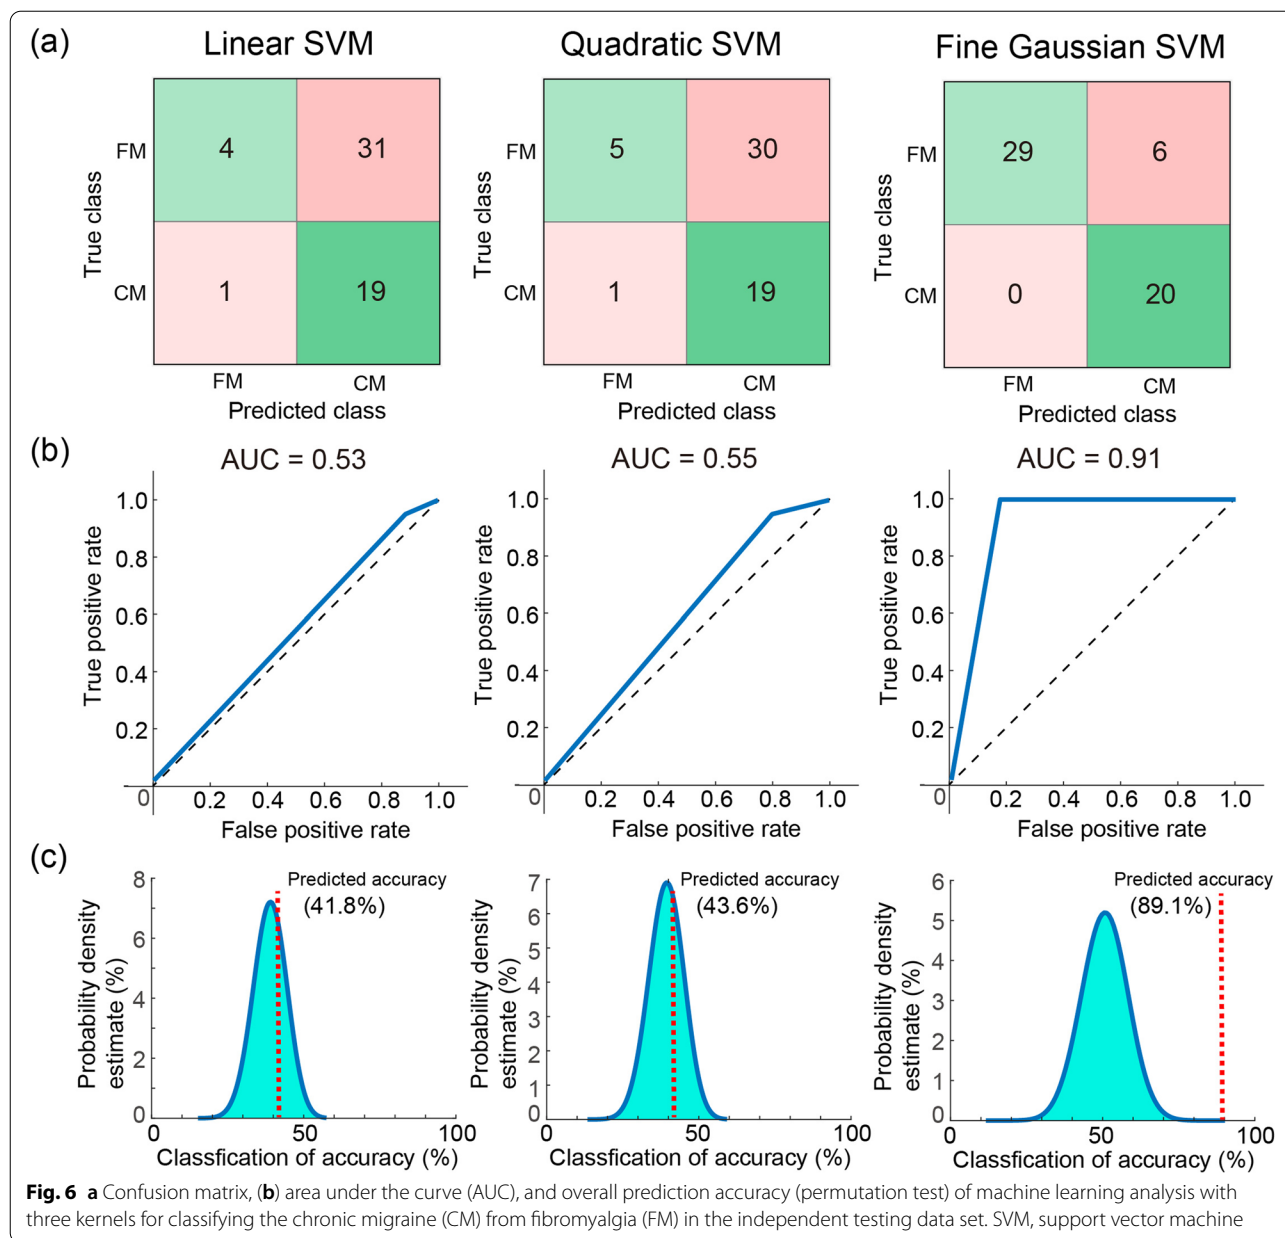 (a)
Linear SVM
Quadratic SVM
Fine Gaussian SVM
True class
FM
4
31
CM
1
19
FM
CM
Predicted class
True class
FM
5
30
CM
1
19
FM
CM
Predicted class
True class
FM
29
6
CM
0
20
FM
CM
Predicted class
(b)
AUC = 0.53
True positive rate
1.0
0.8
0.6
0.4
0.2
0
0.2
0.4
0.6
0.8
1.0
False positive rate
AUC = 0.55
True positive rate
1.0
0.8
0.6
0.4
0.2
0
0.2
0.4
0.6
0.8
1.0
False positive rate
AUC = 0.91
True positive rate
1.0
0.8
0.6
0.4
0.2
0
0.2
0.4
0.6
0.8
1.0
False positive rate
(c)
Probability density
estimate (%)
8
6
4
2
0
Predicted accuracy
(41.8%)
0
50
100
Classfication of accuracy (%)
Probability density
estimate (%)
7
6
5
4
3
2
1
0
Predicted accuracy
(43.6%)
0
50
100
Classfication of accuracy (%)
Probability density
estimate (%)
6
5
4
3
2
1
0
Predicted accuracy
(89.1%)
0
50
100
Classfication of accuracy (%)
Fig. 6 a Confusion matrix, (b) area under the curve (AUC), and overall prediction accuracy (permutation test) of machine learning analysis with
three kernels for classifying the chronic migraine (CM) from fibromyalgia (FM) in the independent testing data set. SVM, support vector machine